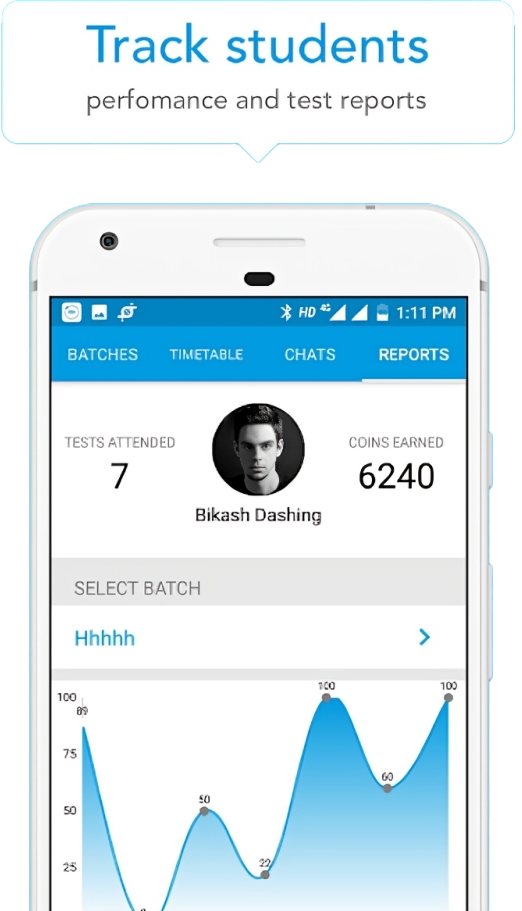 Track students
perfomance and test reports
HD 4G 1:11 PM
BATCHES TIMETABLE CHATS REPORTS
TESTS ATTENDED COINS EARNED
7 6240
Bikash Dashing
SELECT BATCH
Hhhhh
100 100 100
89
75
60
50 50
22
25